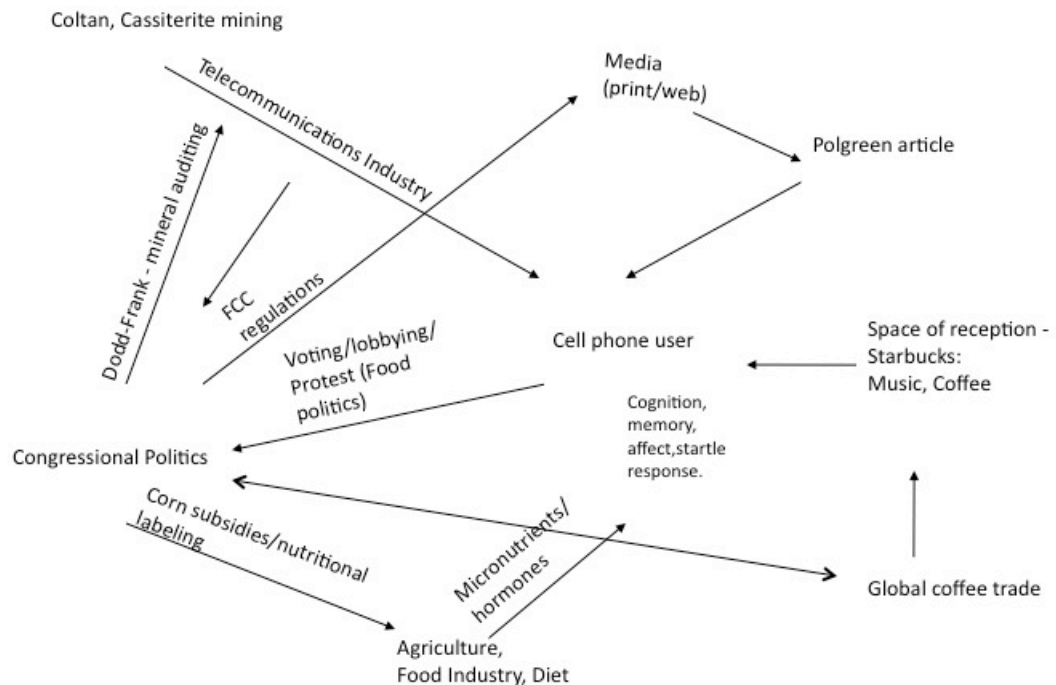 Coltan, Cassiterite mining
Telecommunications Industry
Media
(print/web)
Polgreen article
Dodd-Frank - mineral auditing
FCC
regulations
Voting/lobbying/
Protest (Food
politics)
Cell phone user
Space of reception -
Starbucks:
Music, Coffee
Cognition,
memory,
affect,startle
response.
Congressional Politics
Corn subsidies/nutritional
labeling
Micronutrients/
hormones
Global coffee trade
Agriculture,
Food Industry, Diet